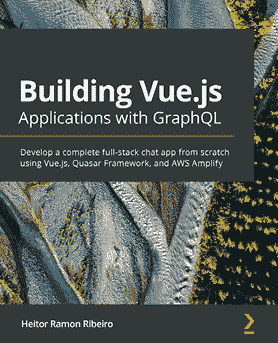 Building Vue.js
Applications with GraphQL
Develop a complete full-stack chat app from scratch
using Vue.js, Quasar Framework, and AWS Amplify
Heitor Ramon Ribeiro